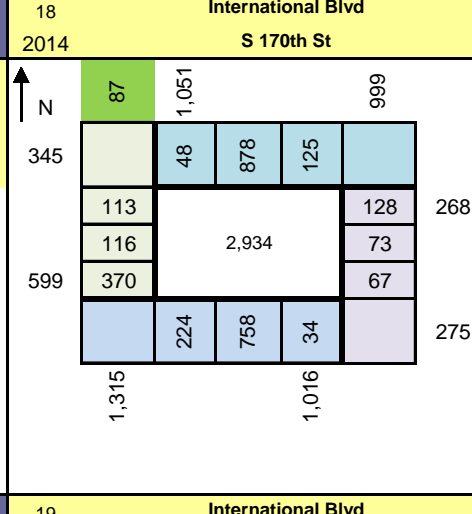 18 International Blvd
2014 S 170th St
N 87 1,051 999
345 48 878 125
113 128 268
116 2,934 73
599 370 67
224 758 34 275
1,315 1,016
19 International Blvd